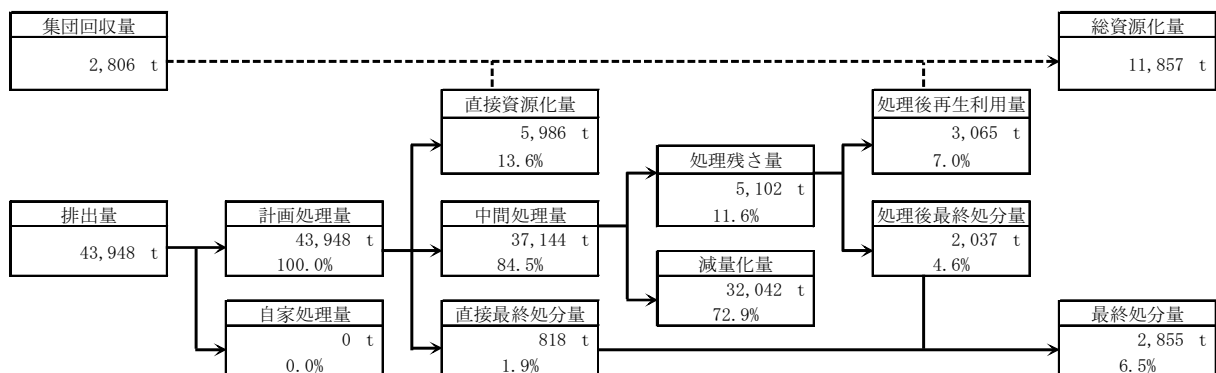 集団回収量
2,806 t
総資源化量
11,857 t
直接資源化量
5,986 t
13.6%
処理後再生利用量
3,065 t
7.0%
処理残さ量
5,102 t
11.6%
排出量
43,948 t
計画処理量
43,948 t
100.0%
中間処理量
37,144 t
84.5%
処理後最終処分量
2,037 t
4.6%
減量化量
32,042 t
72.9%
自家処理量
0 t
0.0%
直接最終処分量
818 t
1.9%
最終処分量
2,855 t
6.5%